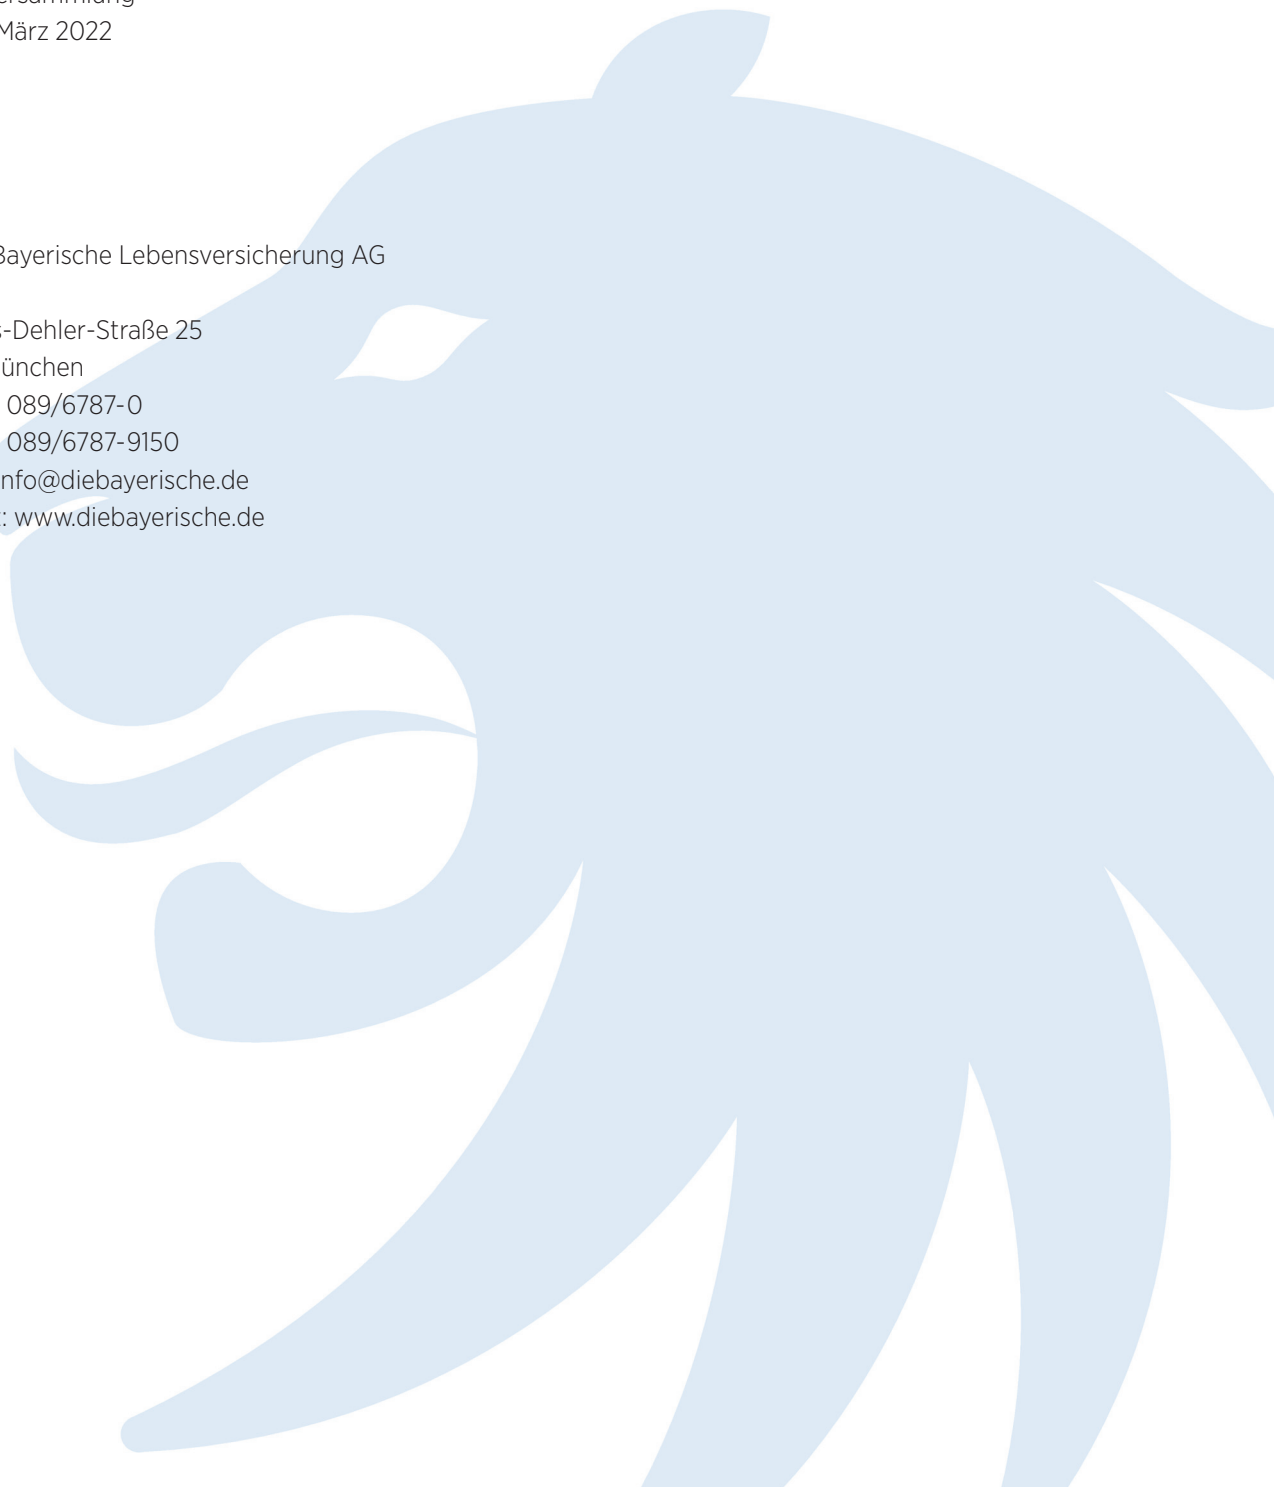 ersammlung
März 2022
Bayerische Lebensversicherung AG
s-Dehler-Straße 25
ünchen
089/6787-0
089/6787-9150
nfo@diebayerische.de
t: www.diebayerische.de